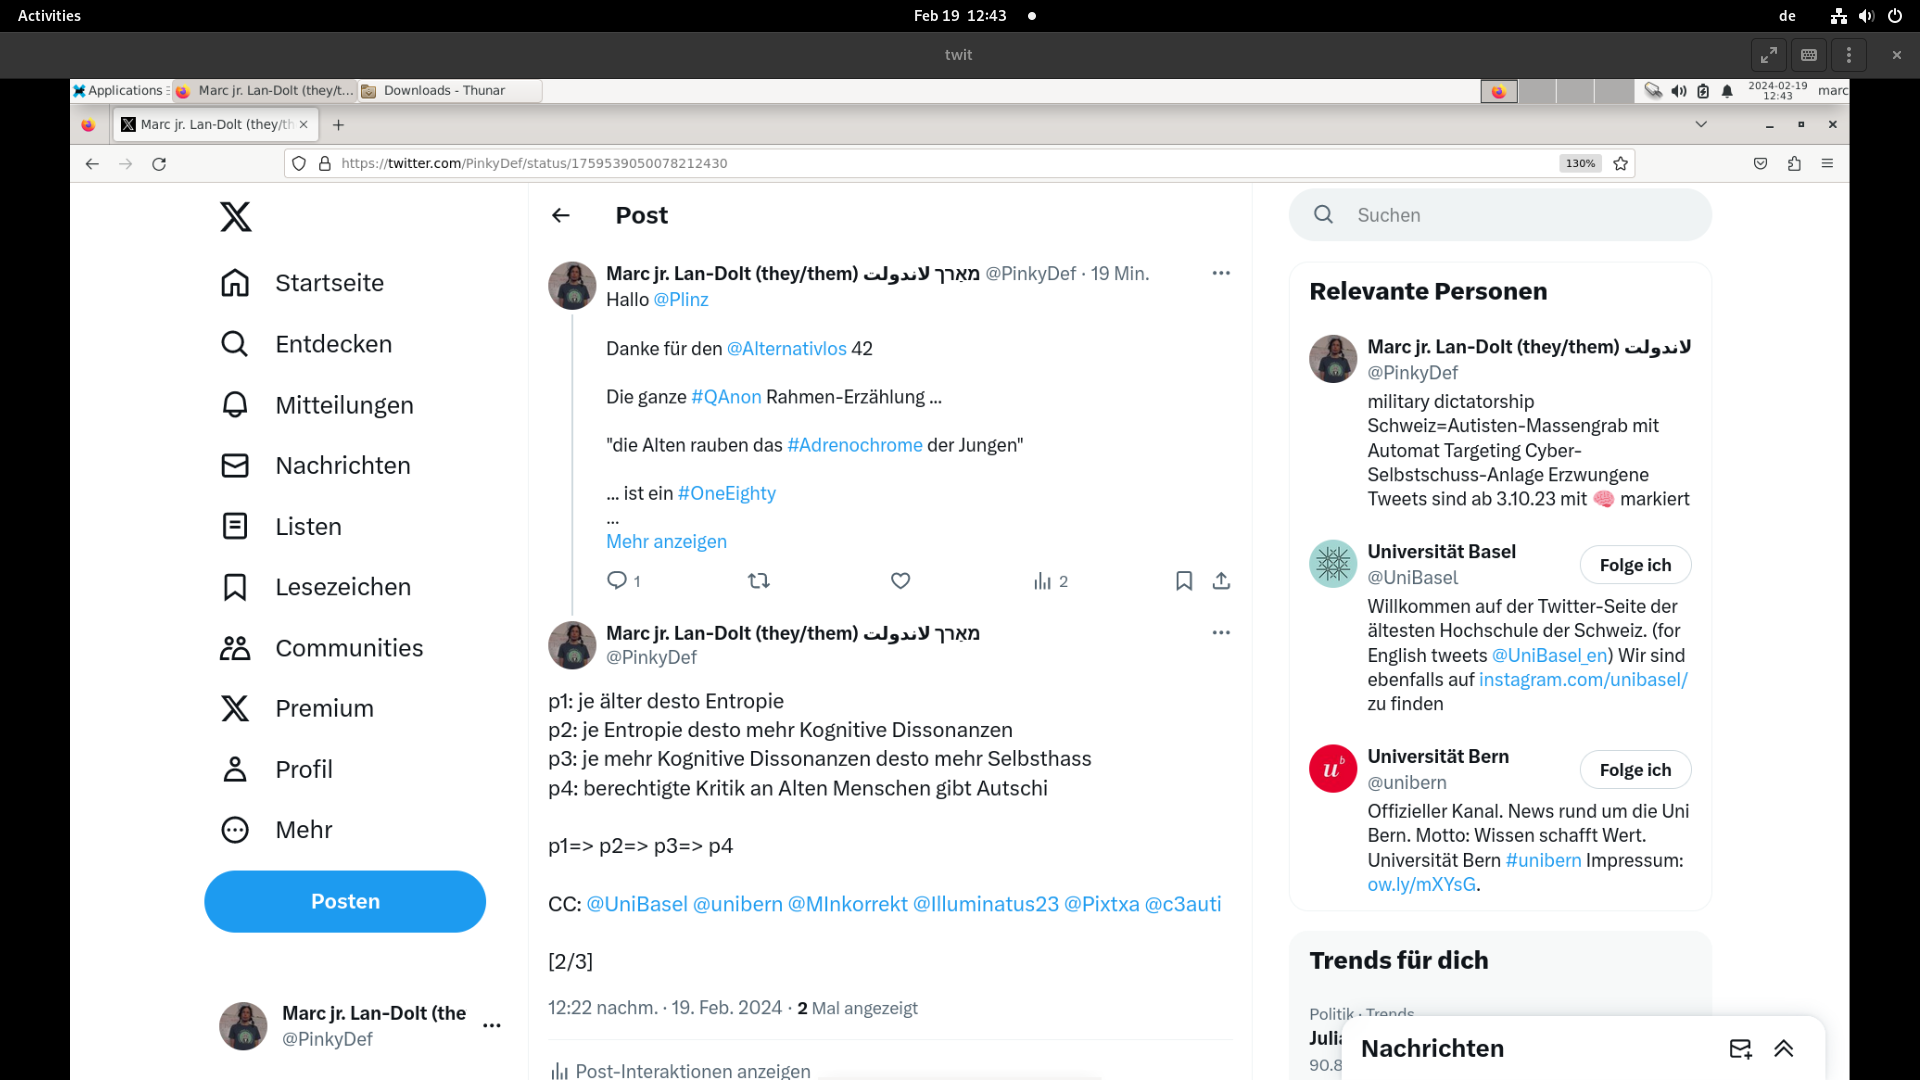 Activities
Feb 19 12:43
de
twit
Applications
Marc jr. Lan-Dolt (they/t...
Downloads - Thunar
2024-02-19
12:43
marc
Marc jr. Lan-Dolt (they/th
https://twitter.com/PinkyDef/status/1759539050078212430
130%
Startseite
Entdecken
Mitteilungen
Nachrichten
Listen
Lesezeichen
Communities
Premium
Profil
Mehr
Posten
Marc jr. Lan-Dolt (the
@PinkyDef
Post
Marc jr. Lan-Dolt (they/them) מאַרך لاندولت @PinkyDef · 19 Min.
Hallo @Plinz
Danke für den @Alternativlos 42
Die ganze #QAnon Rahmen-Erzählung ...
"die Alten rauben das #Adrenochrome der Jungen"
... ist ein #OneEighty
...
Mehr anzeigen
1
2
Marc jr. Lan-Dolt (they/them) מאַרך لاندولت
@PinkyDef
p1: je älter desto Entropie
p2: je Entropie desto mehr Kognitive Dissonanzen
p3: je mehr Kognitive Dissonanzen desto mehr Selbsthass
p4: berechtigte Kritik an Alten Menschen gibt Autschi
p1=> p2=> p3=> p4
CC: @UniBasel @unibern @MInkorrekt @Illuminatus23 @Pixtxa @c3auti
[2/3]
12:22 nachm. · 19. Feb. 2024 · 2 Mal angezeigt
Post-Interaktionen anzeigen
Suchen
Relevante Personen
Marc jr. Lan-Dolt (they/them) لاندولت
@PinkyDef
military dictatorship
Schweiz=Autisten-Massengrab mit
Automat Targeting Cyber-
Selbstschuss-Anlage Erzwungene
Tweets sind ab 3.10.23 mit 🧠 markiert
Universität Basel
@UniBasel
Folge ich
Willkommen auf der Twitter-Seite der
ältesten Hochschule der Schweiz. (for
English tweets @UniBasel_en) Wir sind
ebenfalls auf instagram.com/unibasel/
zu finden
Universität Bern
@unibern
Folge ich
Offizieller Kanal. News rund um die Uni
Bern. Motto: Wissen schafft Wert.
Universität Bern #unibern Impressum:
ow.ly/mXYsG.
Trends für dich
Politik · Trends
90.8
Nachrichten